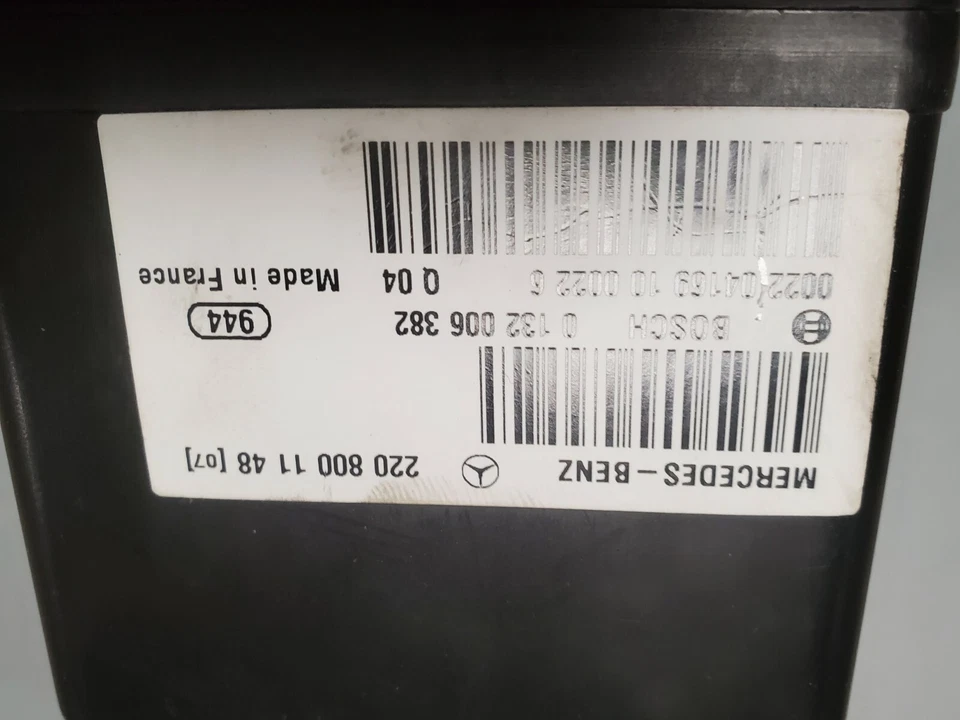 MERCEDES-BENZ 220 800 11 48 [07]
BOSCH 0 132 006 382 944
0022 04169 10 0022 6 Q 04 Made in France